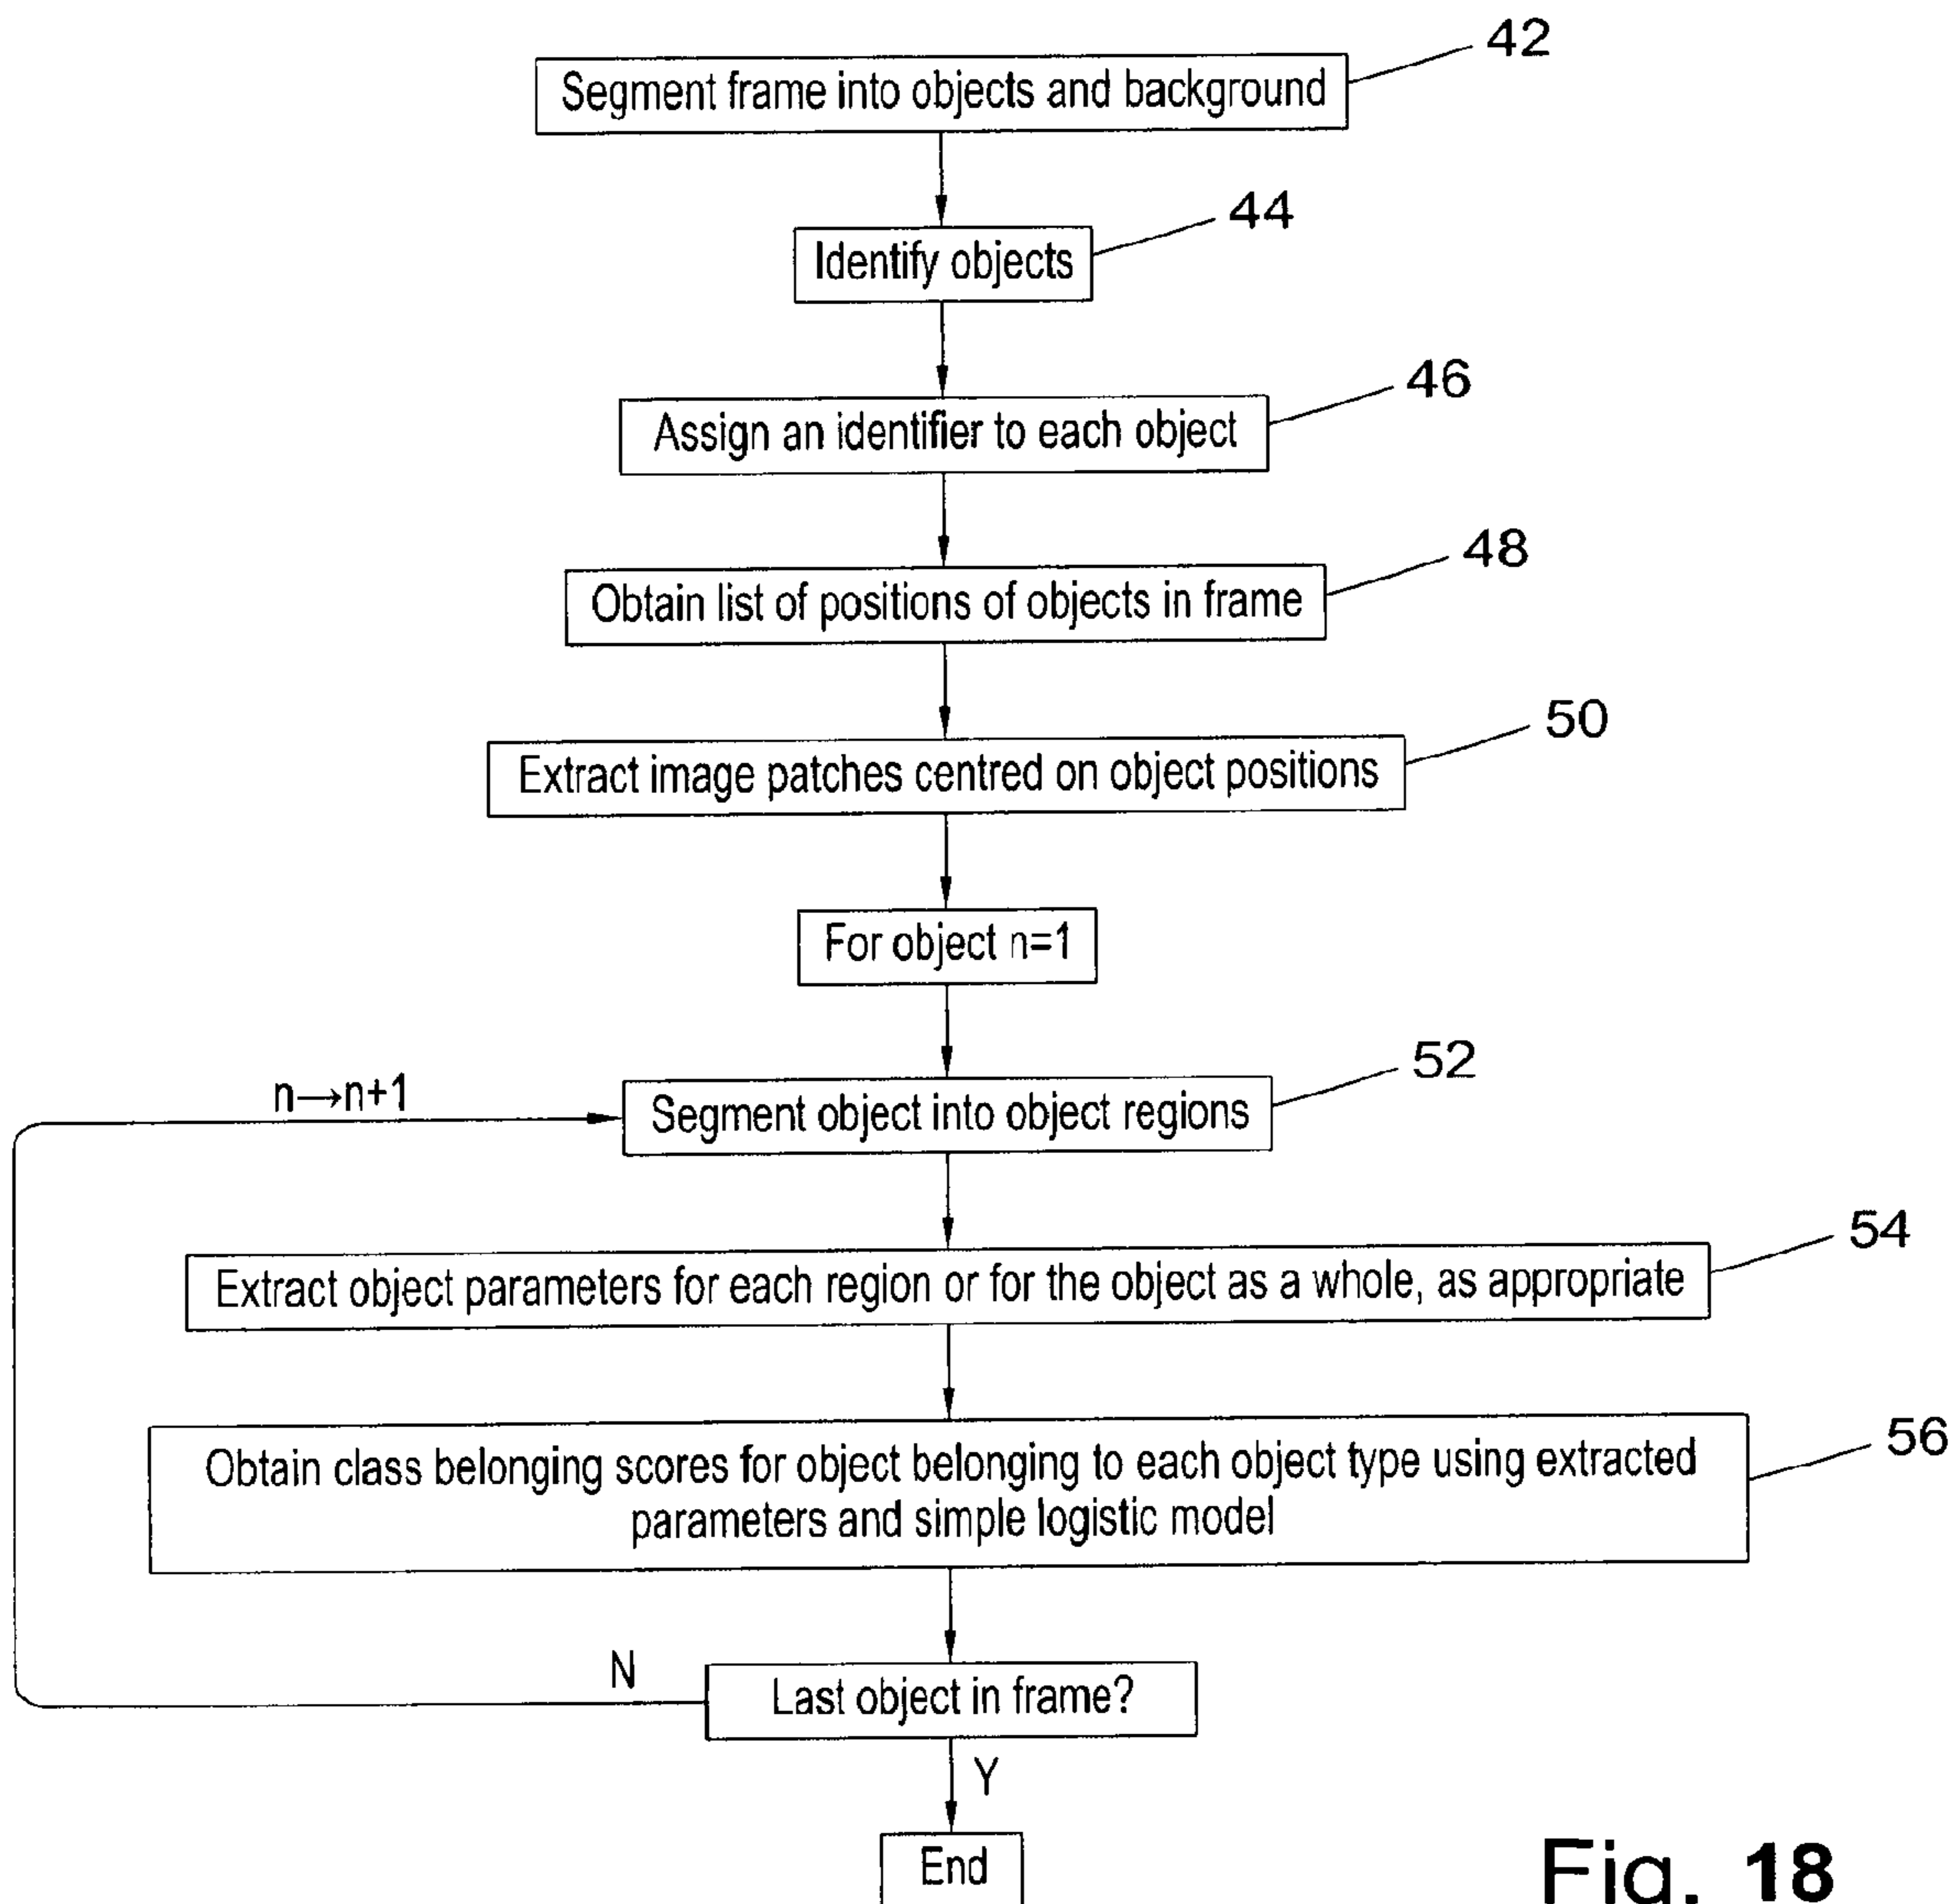 42
Segment frame into objects and background
44
Identify objects
46
Assign an identifier to each object
48
Obtain list of positions of objects in frame
50
Extract image patches centred on object positions
For object n=1
52
n→n+1
Segment object into object regions
54
Extract object parameters for each region or for the object as a whole, as appropriate
56
Obtain class belonging scores for object belonging to each object type using extracted
parameters and simple logistic model
N
Last object in frame?
Y
End
Fig. 18